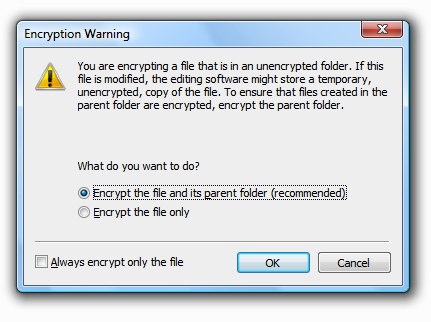 Encryption Warning
You are encrypting a file that is in an unencrypted folder. If this
file is modified, the editing software might store a temporary,
unencrypted, copy of the file. To ensure that files created in the
parent folder are encrypted, encrypt the parent folder.
What do you want to do?
Encrypt the file and its parent folder (recommended)
Encrypt the file only
Always encrypt only the file
OK
Cancel